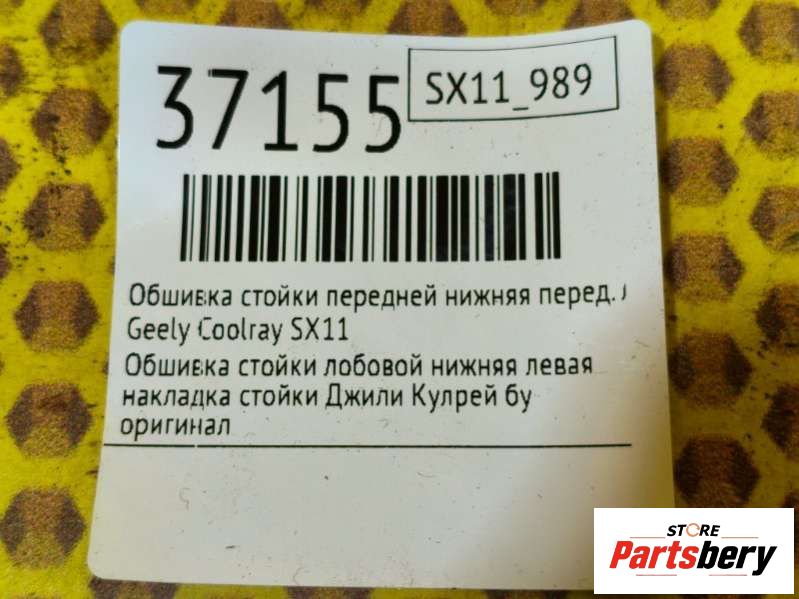 37155
SX11_989
Обшивка стойки передней нижняя перед.
Geely Coolray SX11
Обшивка стойки лобовой нижняя левая
накладка стойки Джили Кулрей бу
оригинал
STORE
Partsbery